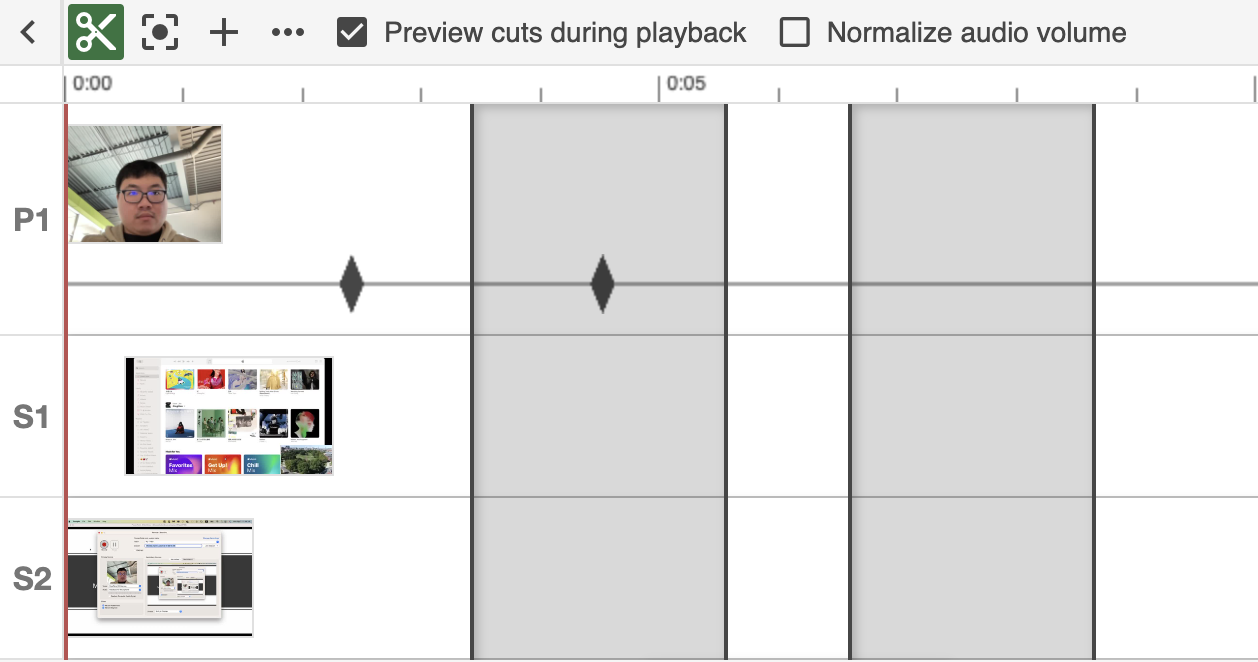 Preview cuts during playback
Normalize audio volume
0:00
0:05
P1
S1
Favorites
Mix
Get Up!
Mix
Chill
Mix
S2